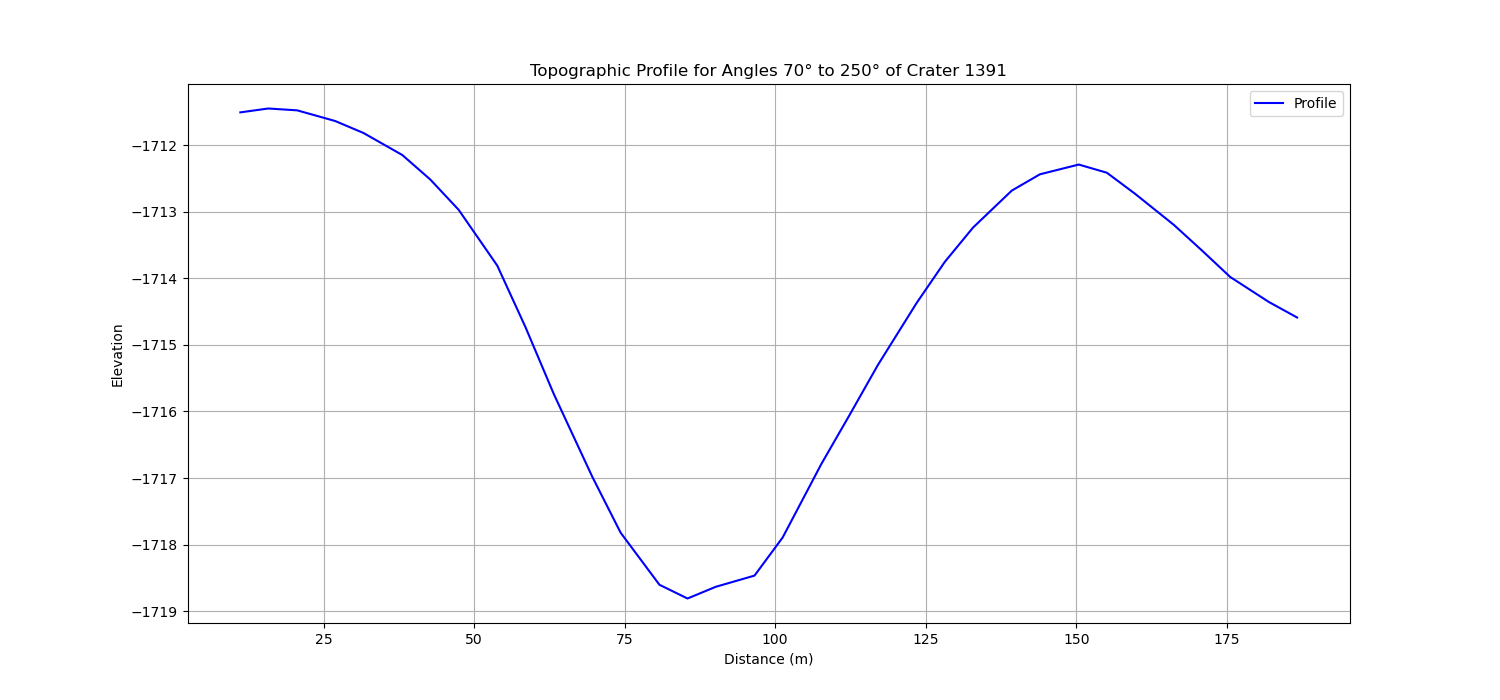 Topographic Profile for Angles 70° to 250° of Crater 1391
Profile
−1712
−1713
−1714
−1715
−1716
−1717
−1718
−1719
Elevation
25 50 75 100 125 150 175
Distance (m)